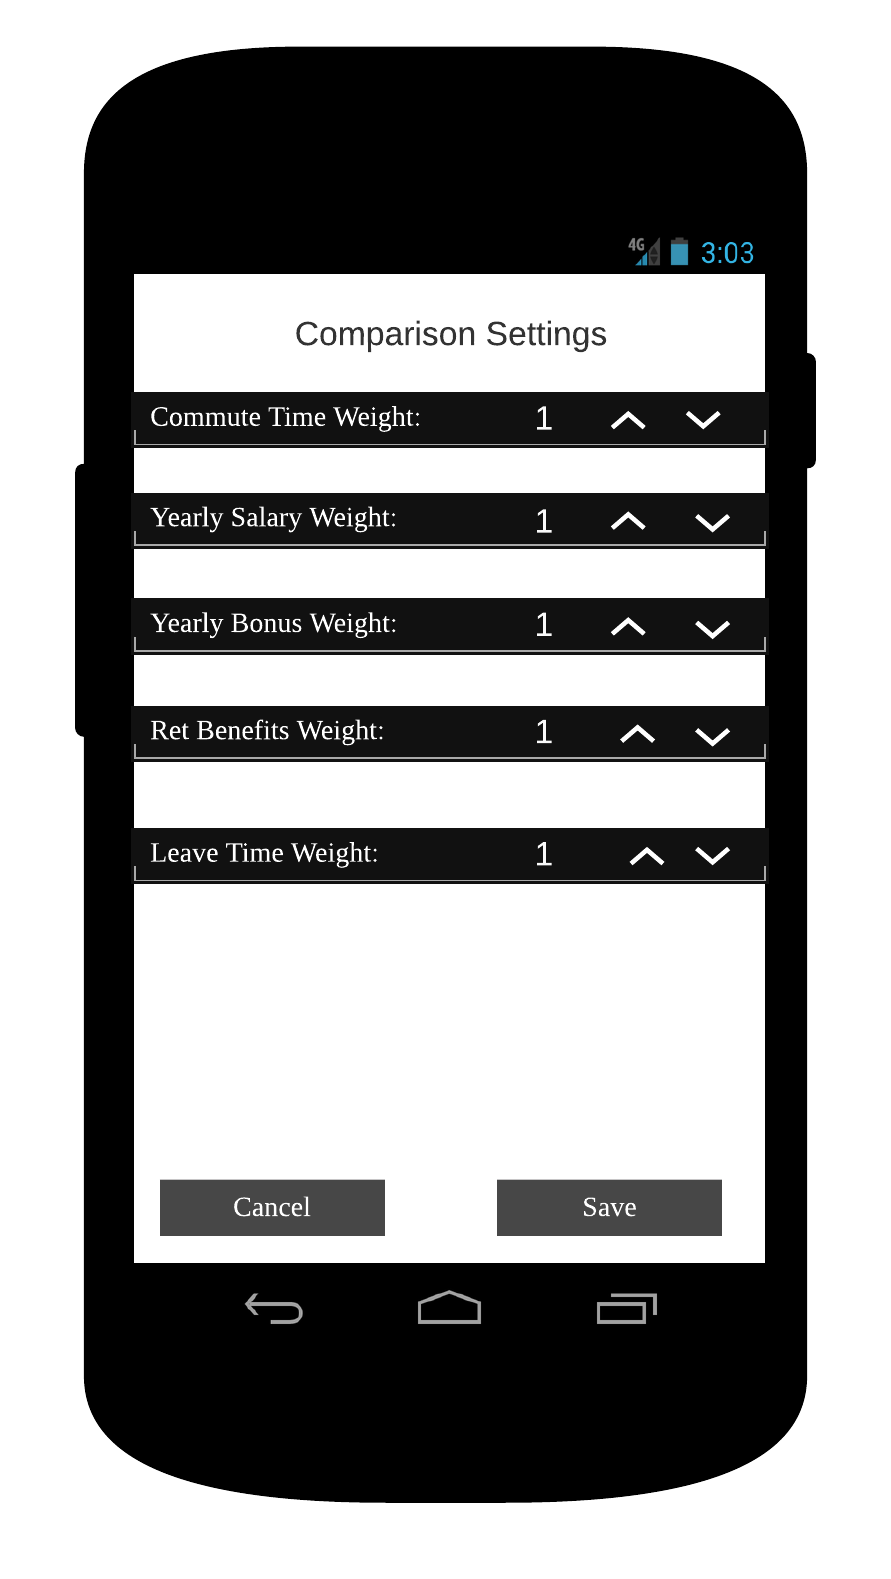 4G 3:03
Comparison Settings
Commute Time Weight: 1
Yearly Salary Weight: 1
Yearly Bonus Weight: 1
Ret Benefits Weight: 1
Leave Time Weight: 1
Cancel Save